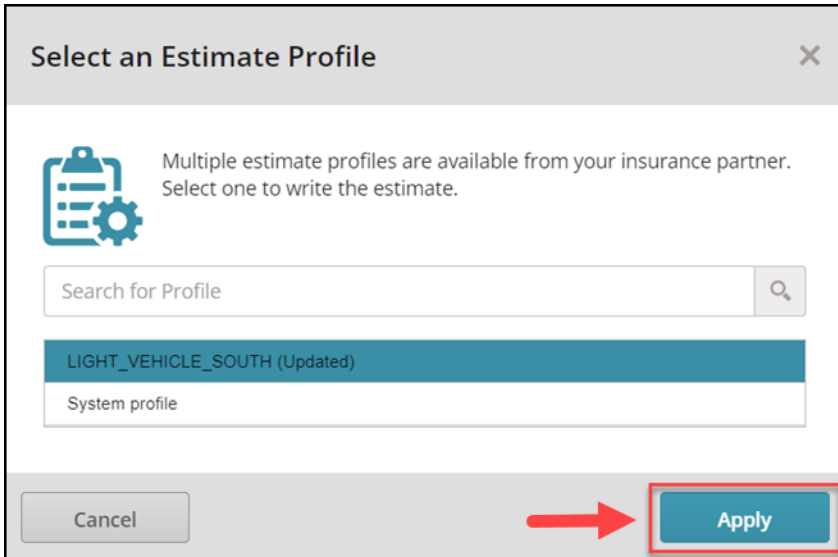 Select an Estimate Profile
Multiple estimate profiles are available from your insurance partner.
Select one to write the estimate.
Search for Profile
LIGHT_VEHICLE_SOUTH (Updated)
System profile
Cancel
Apply